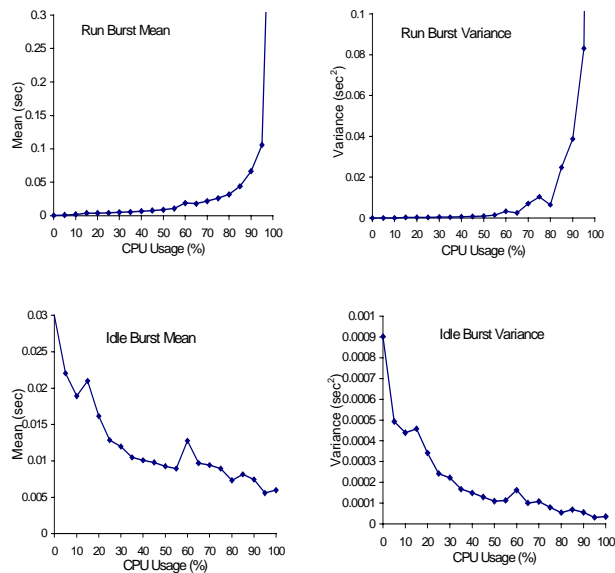 Run Burst Mean
Mean (sec)
0.3
0.25
0.2
0.15
0.1
0.05
0
0 10 20 30 40 50 60 70 80 90 100
CPU Usage (%)
Run Burst Variance
Variance (sec²)
0.1
0.08
0.06
0.04
0.02
0
0 10 20 30 40 50 60 70 80 90 100
CPU Usage (%)
Idle Burst Mean
Mean (sec)
0.03
0.025
0.02
0.015
0.01
0.005
0
0 10 20 30 40 50 60 70 80 90 100
CPU Usage (%)
Idle Burst Variance
Variance (sec²)
0.001
0.0009
0.0008
0.0007
0.0006
0.0005
0.0004
0.0003
0.0002
0.0001
0
0 10 20 30 40 50 60 70 80 90 100
CPU Usage (%)